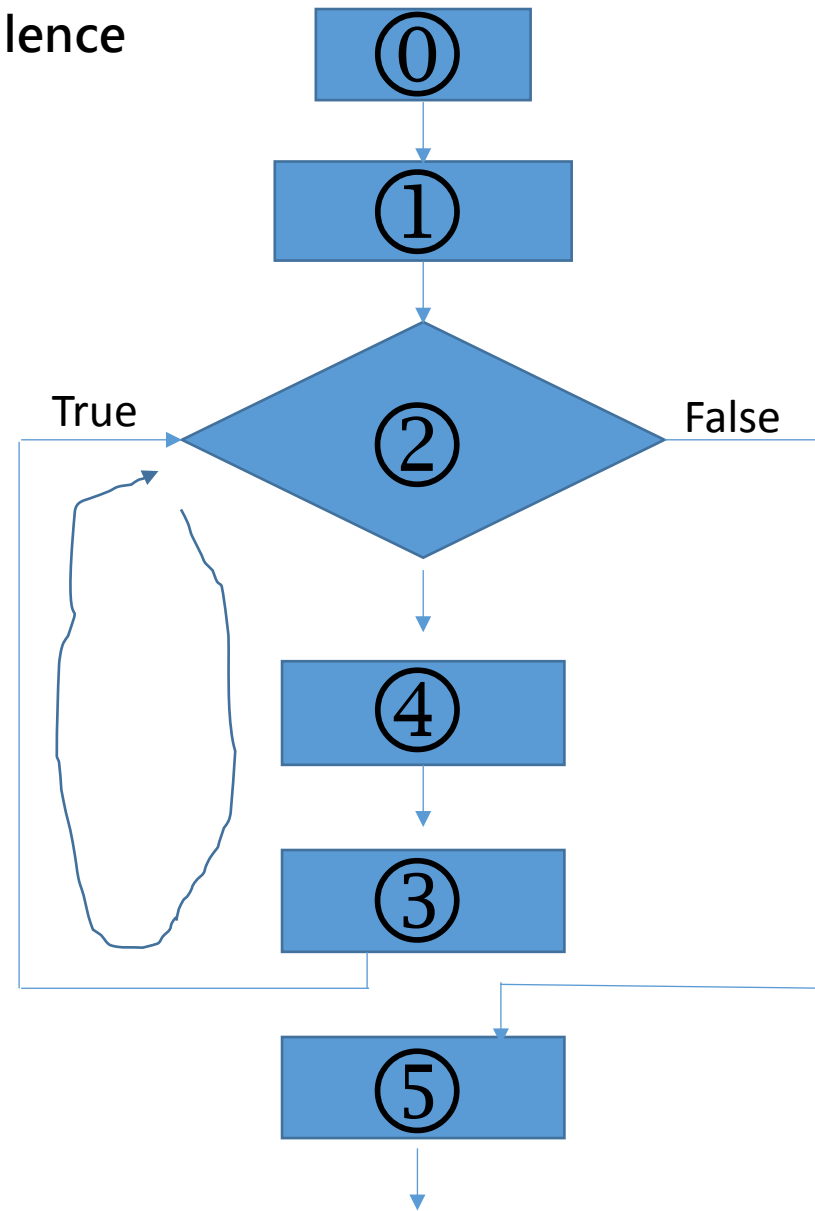 lence
⓪
①
True
False
②
④
③
⑤